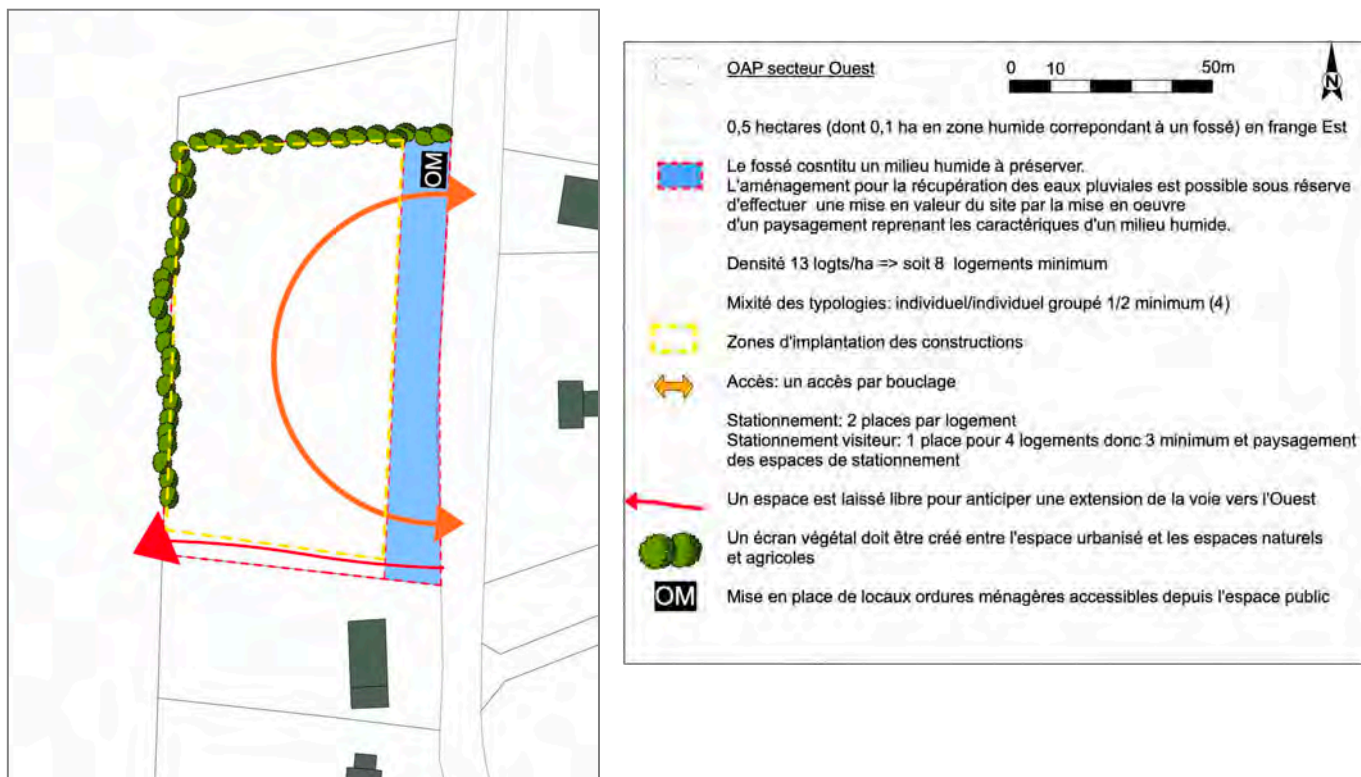 OM
OAP secteur Ouest
0 10 50m
N
0,5 hectares (dont 0,1 ha en zone humide correpondant à un fossé) en frange Est
Le fossé cosntitu un milieu humide à préserver.
L'aménagement pour la récupération des eaux pluviales est possible sous réserve
d'effectuer une mise en valeur du site par la mise en oeuvre
d'un paysagement reprenant les caractériques d'un milieu humide.
Densité 13 logts/ha => soit 8 logements minimum
Mixité des typologies: individuel/individuel groupé 1/2 minimum (4)
Zones d'implantation des constructions
Accès: un accès par bouclage
Stationnement: 2 places par logement
Stationnement visiteur: 1 place pour 4 logements donc 3 minimum et paysagement
des espaces de stationnement
Un espace est laissé libre pour anticiper une extension de la voie vers l'Ouest
Un écran végétal doit être créé entre l'espace urbanisé et les espaces naturels
et agricoles
OM Mise en place de locaux ordures ménagères accessibles depuis l'espace public